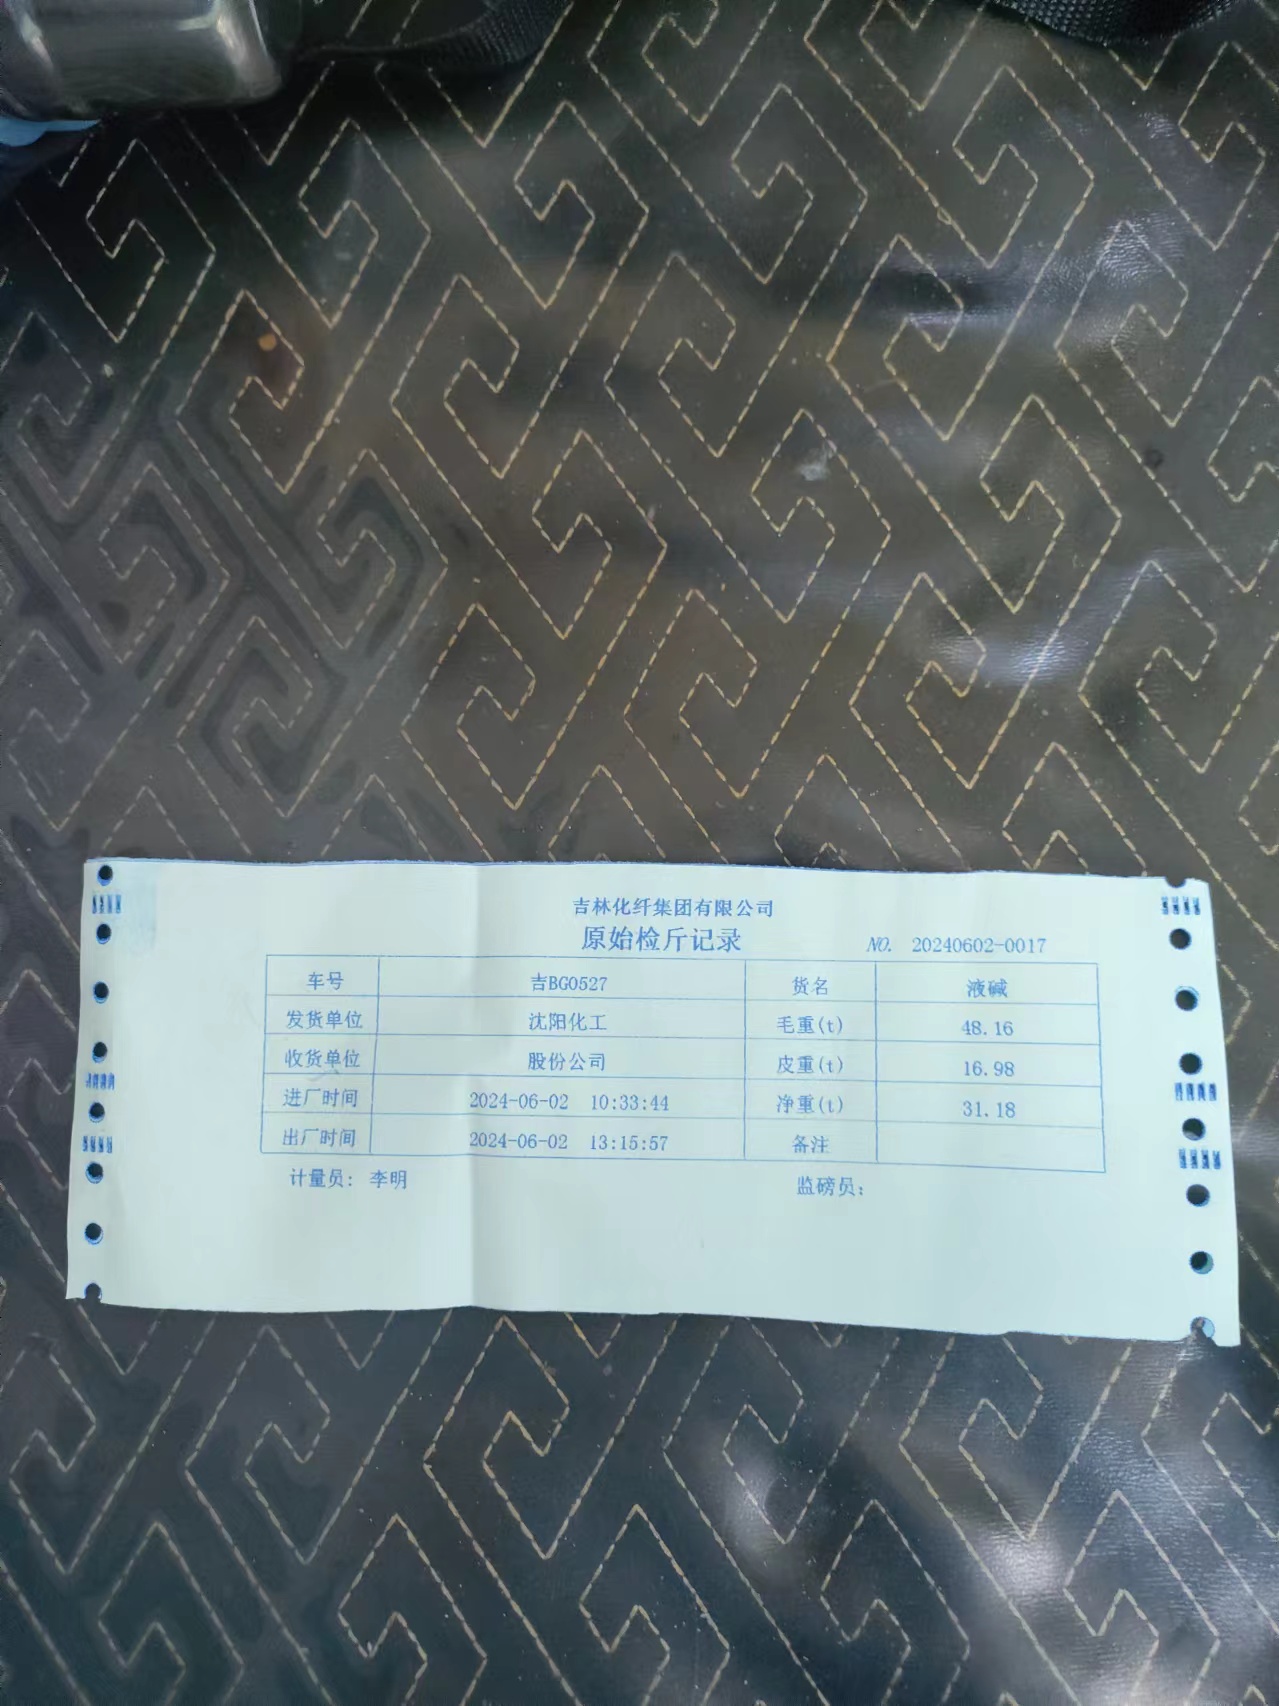 吉林化纤集团有限公司
原始检斤记录
NO. 20240602-0017
车号 吉BG0527 货名 液碱
发货单位 沈阳化工 毛重(t) 48.16
收货单位 股份公司 皮重(t) 16.98
进厂时间 2024-06-02 10:33:44 净重(t) 31.18
出厂时间 2024-06-02 13:15:57 备注
计量员: 李明 监磅员: